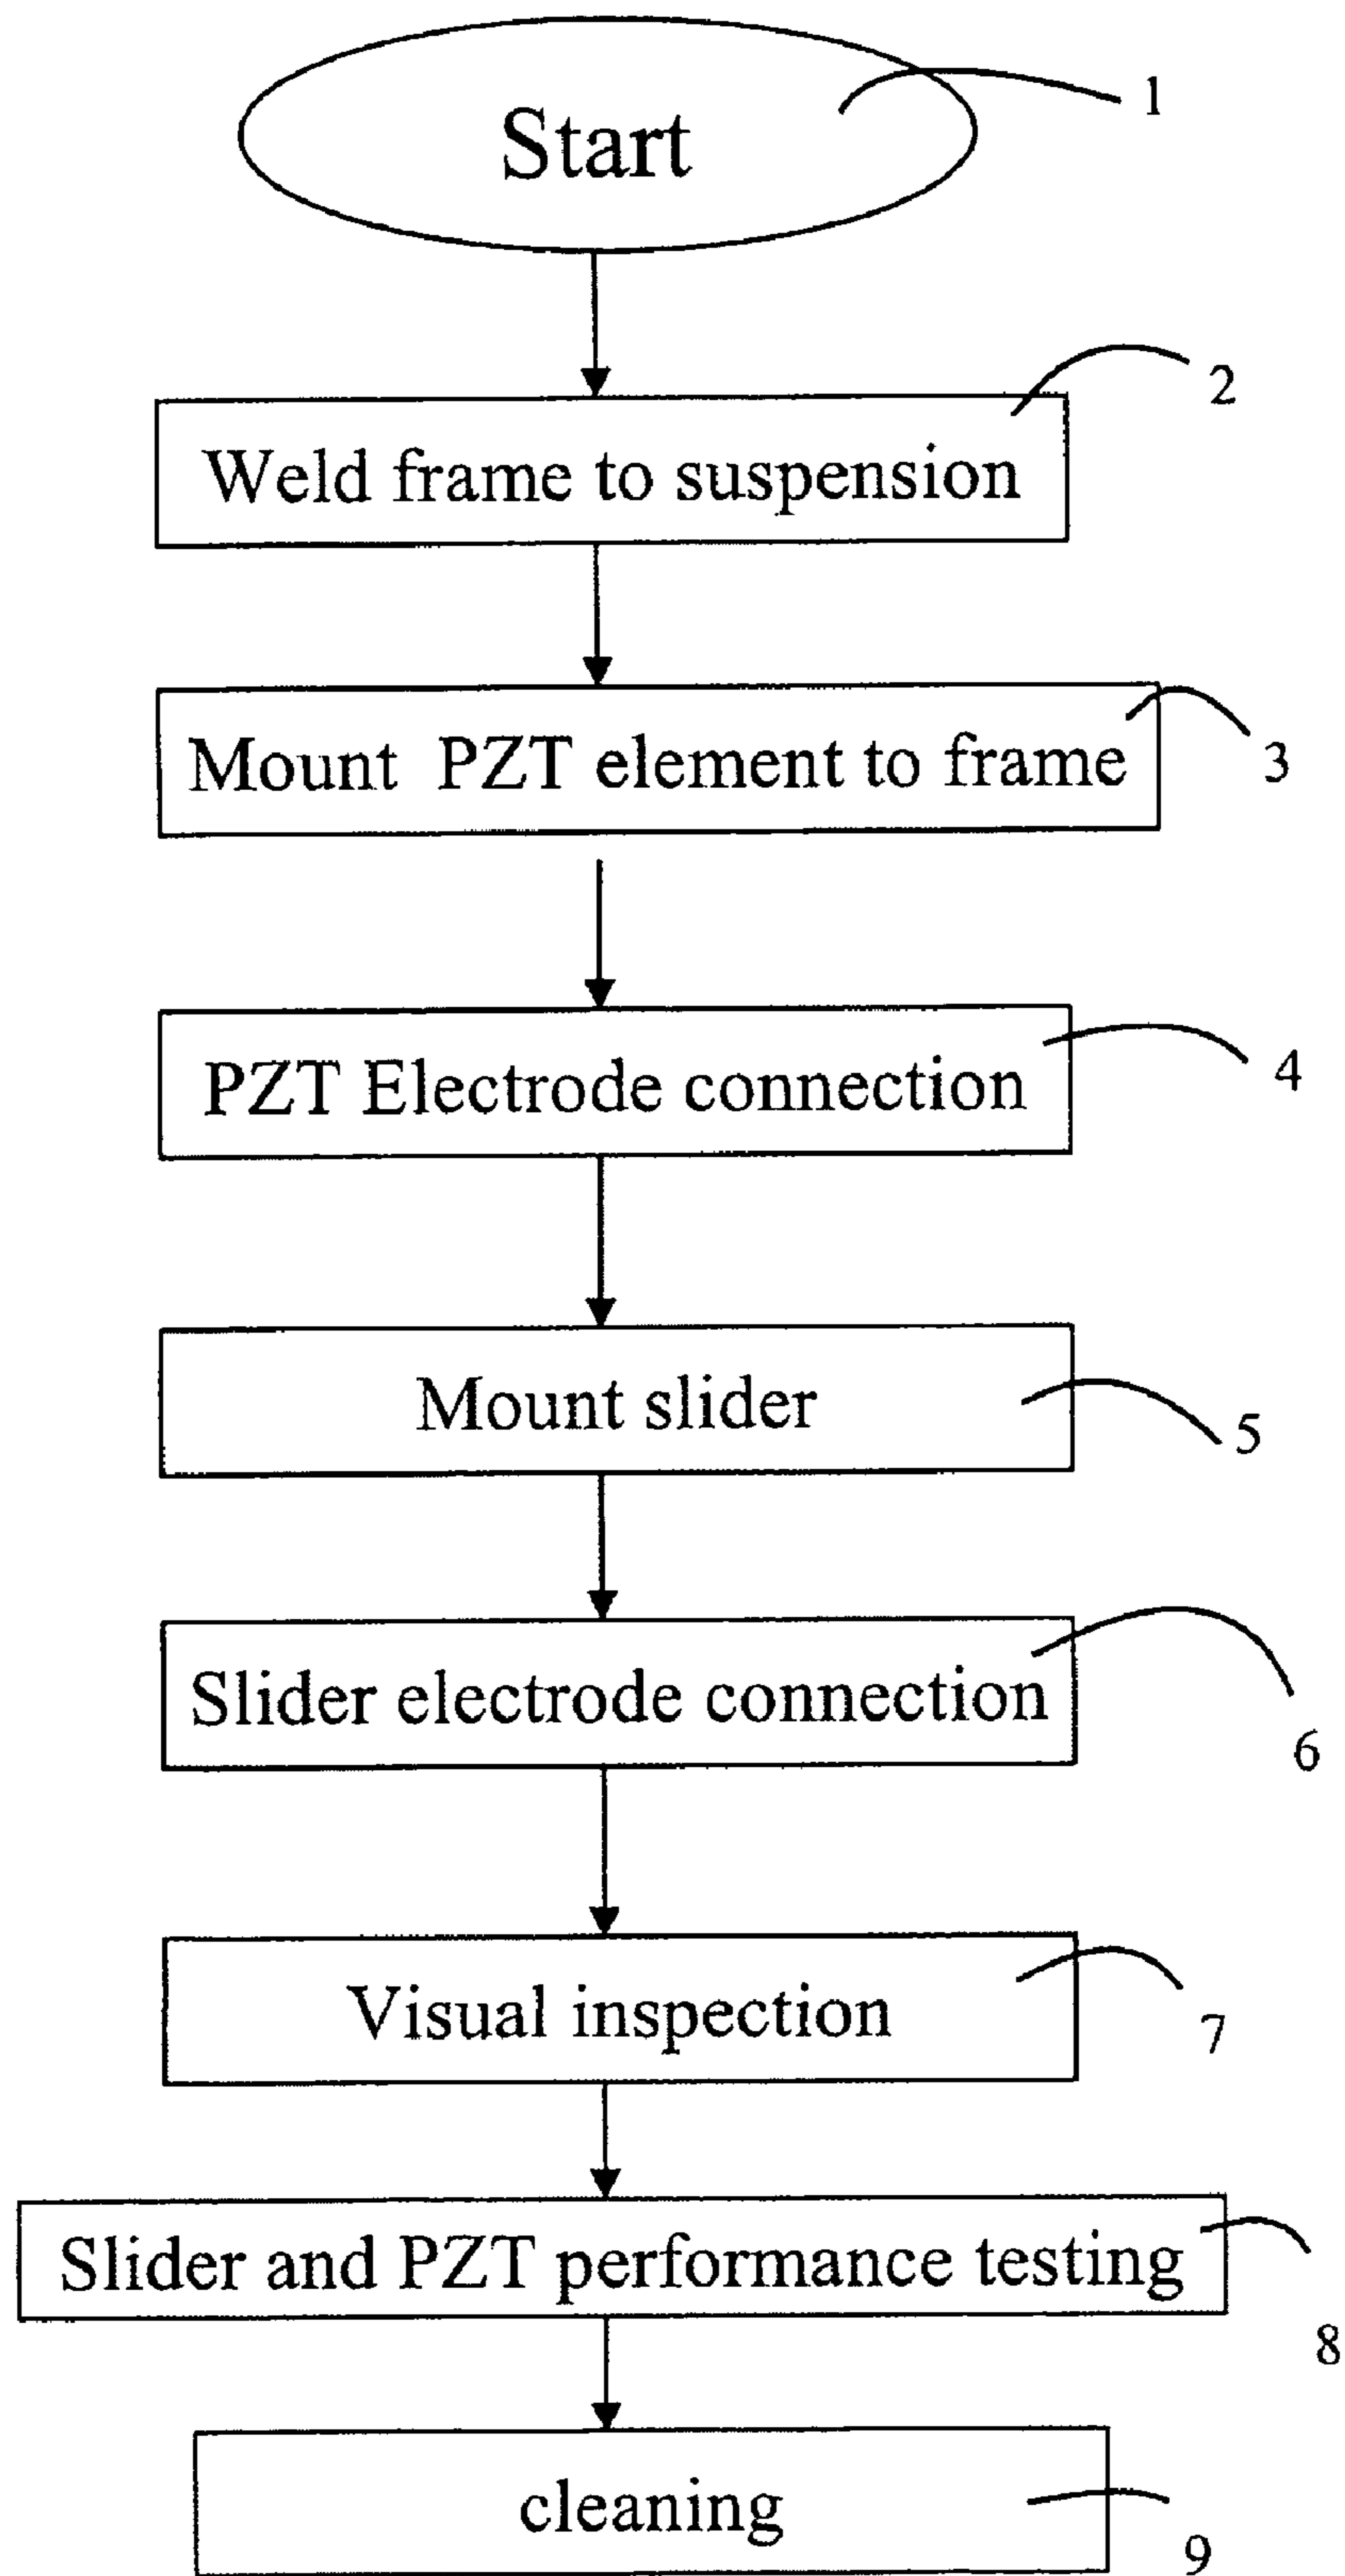 Start
1
2
Weld frame to suspension
Mount PZT element to frame
3
PZT Electrode connection
4
Mount slider
5
Slider electrode connection
6
Visual inspection
7
Slider and PZT performance testing
8
cleaning
9